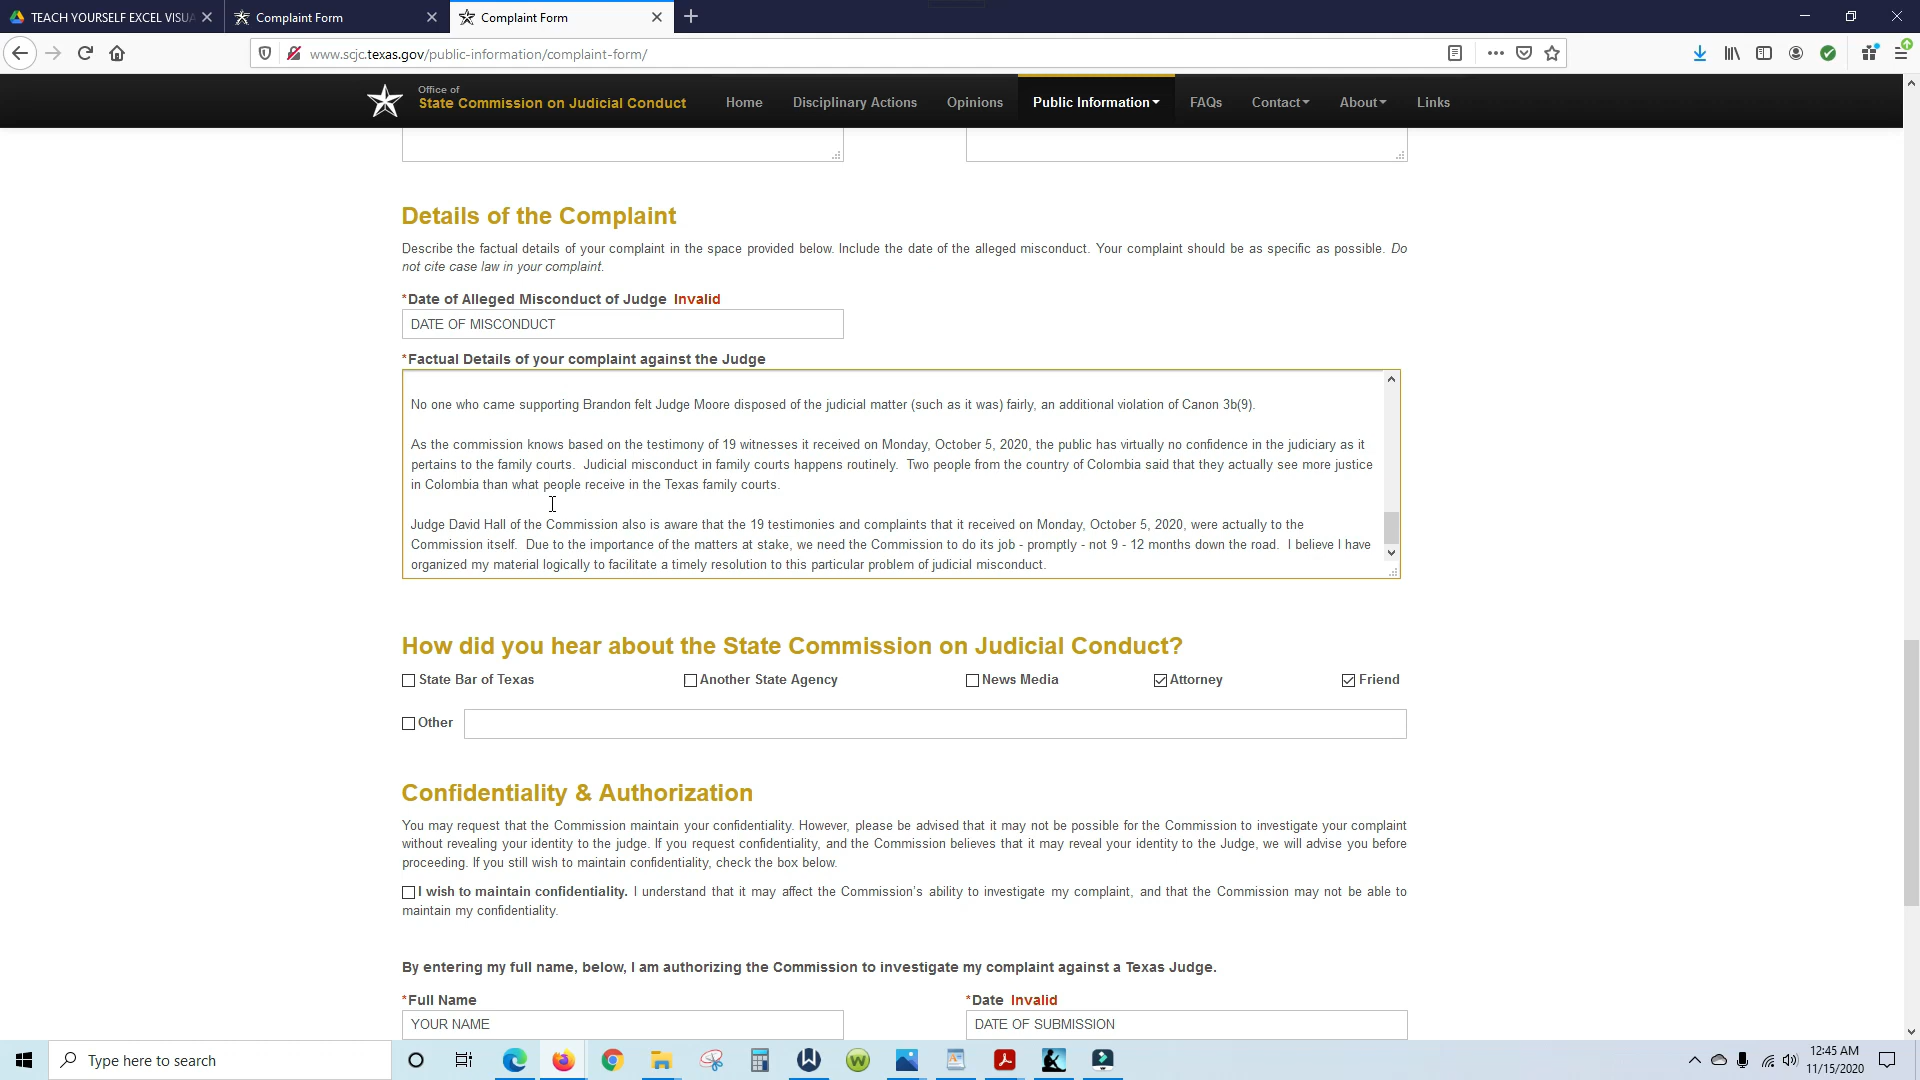 TEACH YOURSELF EXCEL VISUA
Complaint Form
Complaint Form
www.scjc.texas.gov/public-information/complaint-form/
Office of
State Commission on Judicial Conduct
Home
Disciplinary Actions
Opinions
Public Information
FAQs
Contact
About
Links
Details of the Complaint
Describe the factual details of your complaint in the space provided below. Include the date of the alleged misconduct. Your complaint should be as specific as possible. Do
not cite case law in your complaint.
*Date of Alleged Misconduct of Judge Invalid
DATE OF MISCONDUCT
*Factual Details of your complaint against the Judge
No one who came supporting Brandon felt Judge Moore disposed of the judicial matter (such as it was) fairly, an additional violation of Canon 3b(9).
As the commission knows based on the testimony of 19 witnesses it received on Monday, October 5, 2020, the public has virtually no confidence in the judiciary as it
pertains to the family courts. Judicial misconduct in family courts happens routinely. Two people from the country of Colombia said that they actually see more justice
in Colombia than what people receive in the Texas family courts.
Judge David Hall of the Commission also is aware that the 19 testimonies and complaints that it received on Monday, October 5, 2020, were actually to the
Commission itself. Due to the importance of the matters at stake, we need the Commission to do its job - promptly - not 9 - 12 months down the road. I believe I have
organized my material logically to facilitate a timely resolution to this particular problem of judicial misconduct.
How did you hear about the State Commission on Judicial Conduct?
State Bar of Texas
Another State Agency
News Media
Attorney
Friend
Other
Confidentiality & Authorization
You may request that the Commission maintain your confidentiality. However, please be advised that it may not be possible for the Commission to investigate your complaint
without revealing your identity to the judge. If you request confidentiality, and the Commission believes that it may reveal your identity to the Judge, we will advise you before
proceeding. If you still wish to maintain confidentiality, check the box below.
I wish to maintain confidentiality. I understand that it may affect the Commission's ability to investigate my complaint, and that the Commission may not be able to
maintain my confidentiality.
By entering my full name, below, I am authorizing the Commission to investigate my complaint against a Texas Judge.
*Full Name
*Date Invalid
YOUR NAME
DATE OF SUBMISSION
Type here to search
12:45 AM
11/15/2020